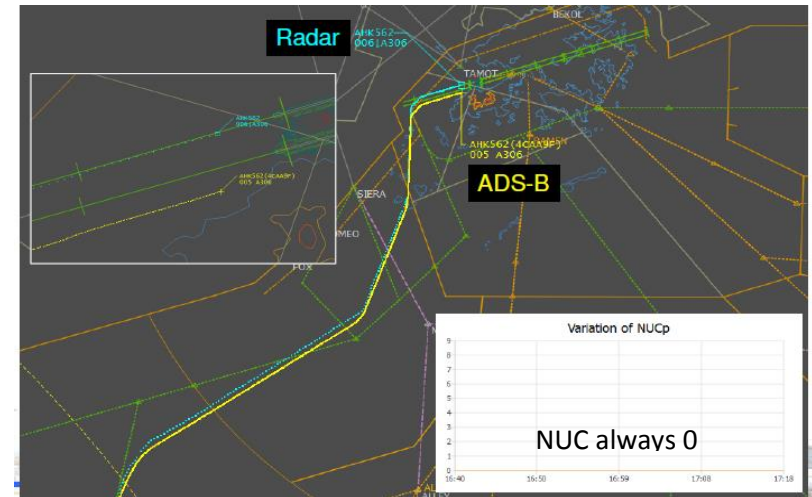 BEKOL
Radar
AHK562
006↓A306
TAMOT
AHK562
006↓A306
AHK562(4CAA9F)
005 A306
RAMEN
AHK562(4CAA9F)
005 A306
ADS-B
SIERA
OMEO
FOX
N
Variation of NUCp
9
8
7
6
5
4
3
2
1
0
NUC always 0
16:40
16:50
16:59
17:08
17:18